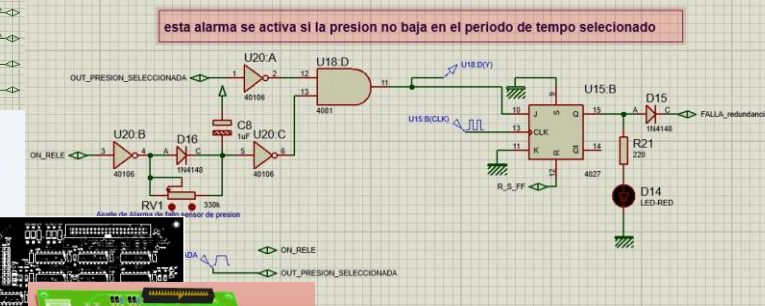 esta alarma se activa si la presion no baja en el periodo de tempo selecionado
OUT_PRESION_SELECCIONADA
1
U20:A
2
40106
12
13
U18:D
11
4081
U18:D(Y)
U15:B(CLK)
U15:B
9
10
J
S
Q
15
13
CLK
11
K
R
Q
14
12
4027
R_S_FF
D15
A
C
1N4148
FALLA_redundancia
R21
220
D14
LED-RED
C8
1uF
ON_RELE
3
U20:B
4
40106
D16
A
C
1N4148
U20:C
5
6
40106
RV1
330k
Ajuste de Alarma de fallo sensor de presion
ADA
ON_RELE
OUT_PRESION_SELECCIONADA